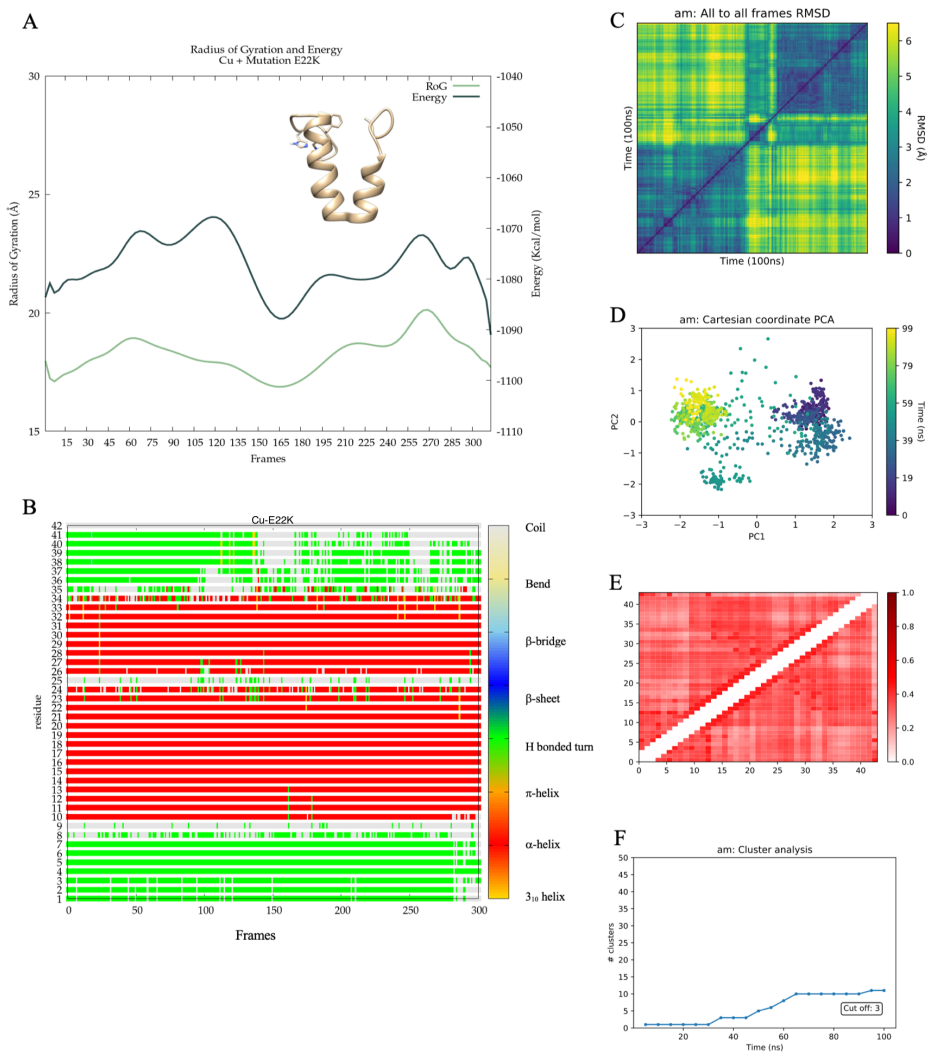 A
Radius of Gyration and Energy
Cu + Mutation E22K
30
25
20
15
Radius of Gyration (Å)
RoG
Energy
-1040
-1050
-1060
-1070
-1080
-1090
-1100
-1110
Energy (Kcal/mol)
15 30 45 60 75 90 105 120 135 150 165 180 195 210 225 240 255 270 285 300
Frames
B
Cu-E22K
42
41
40
39
38
37
36
35
34
33
32
31
30
29
28
27
26
25
24
23
22
21
20
19
18
17
16
15
14
13
12
11
10
9
8
7
6
5
4
3
2
1
residue
0 50 100 150 200 250 300
Frames
Coil
Bend
β-bridge
β-sheet
H bonded turn
π-helix
α-helix
3₁₀ helix
C
am: All to all frames RMSD
Time (100ns)
Time (100ns)
6
5
4
3
2
1
0
RMSD (Å)
D
am: Cartesian coordinate PCA
3
2
1
0
−1
−2
−3
PC2
−3 −2 −1 0 1 2 3
PC1
99
79
59
39
19
0
Time (ns)
E
40
35
30
25
20
15
10
5
0
0 5 10 15 20 25 30 35 40
1.0
0.8
0.6
0.4
0.2
0.0
F
am: Cluster analysis
50
45
40
35
30
25
20
15
10
5
0
# clusters
Cut off: 3
20 40 60 80 100
Time (ns)